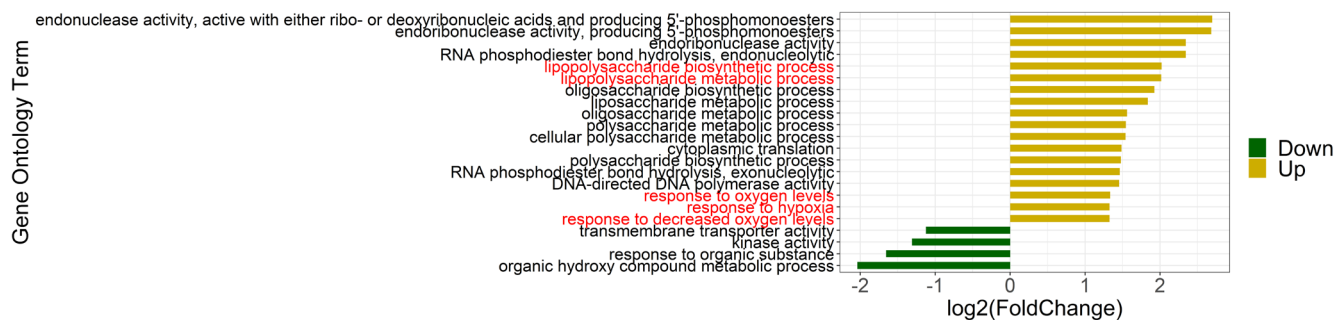 Gene Ontology Term
endonuclease activity, active with either ribo- or deoxyribonucleic acids and producing 5'-phosphomonoesters
endoribonuclease activity, producing 5'-phosphomonoesters
endoribonuclease activity
RNA phosphodiester bond hydrolysis, endonucleolytic
lipopolysaccharide biosynthetic process
lipopolysaccharide metabolic process
oligosaccharide biosynthetic process
liposaccharide metabolic process
oligosaccharide metabolic process
polysaccharide metabolic process
cellular polysaccharide metabolic process
cytoplasmic translation
polysaccharide biosynthetic process
RNA phosphodiester bond hydrolysis, exonucleolytic
DNA-directed DNA polymerase activity
response to oxygen levels
response to hypoxia
response to decreased oxygen levels
transmembrane transporter activity
kinase activity
response to organic substance
organic hydroxy compound metabolic process
-2 -1 0 1 2
log2(FoldChange)
Down
Up